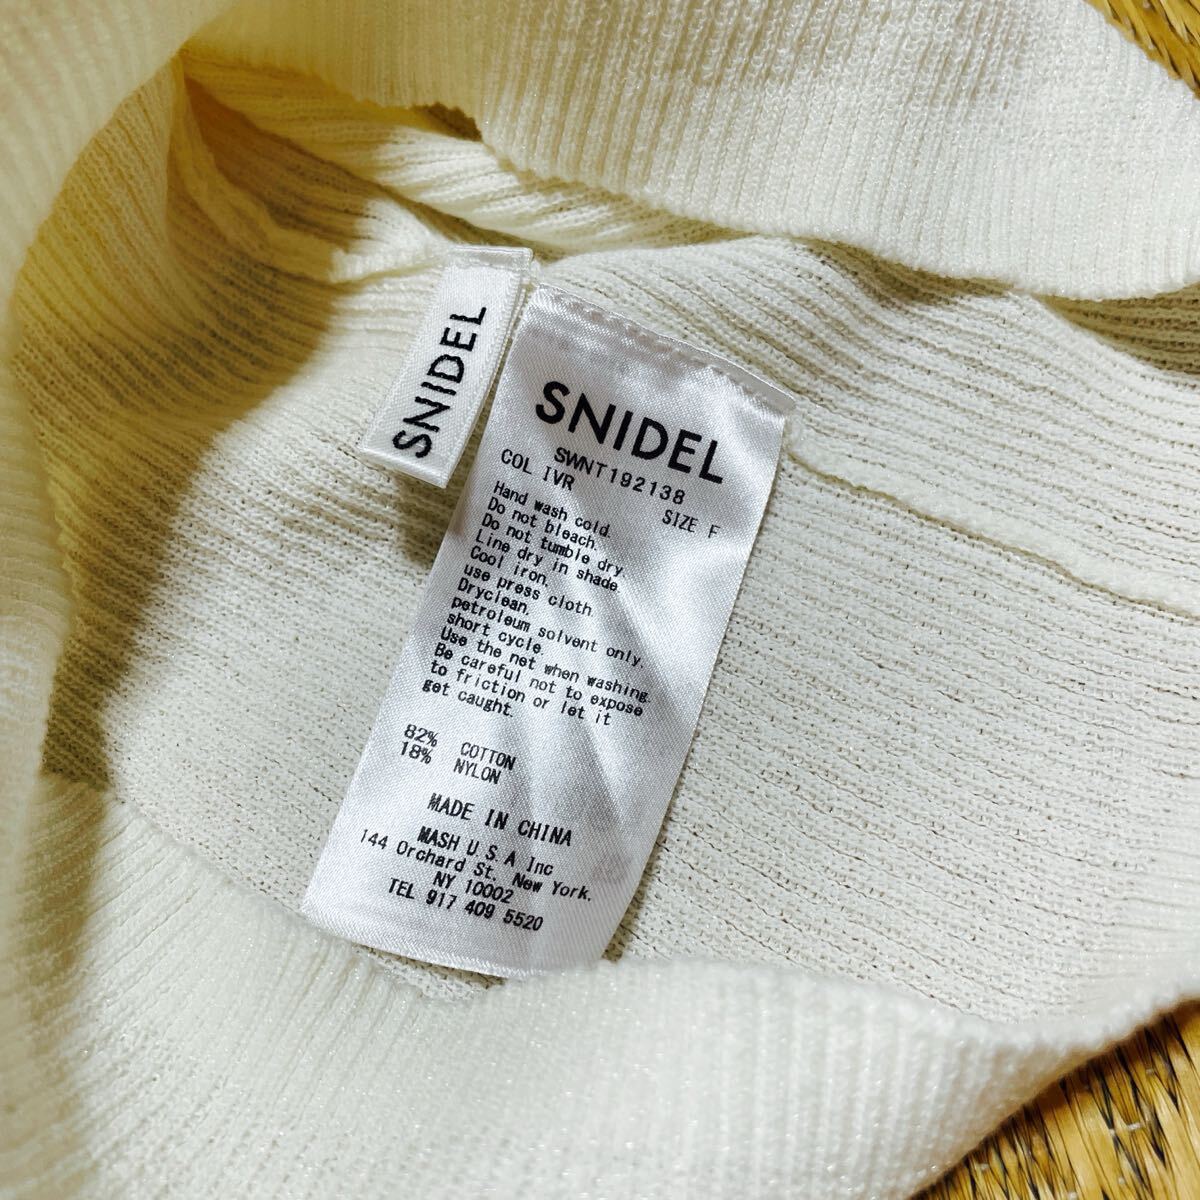 SNIDEL
SNIDEL
SWNT192138
COL IVR
SIZE F
Hand wash cold.
Do not bleach.
Do not tumble dry.
Line dry in shade.
Cool iron.
use press cloth.
Dryclean.
petroleum solvent only.
short cycle.
Use the net when washing.
Be careful not to expose
to friction or let it
get caught.
82% COTTON
18% NYLON
MADE IN CHINA
MASH U S A Inc
144 Orchard St. New York.
NY 10002
TEL 917 409 5520